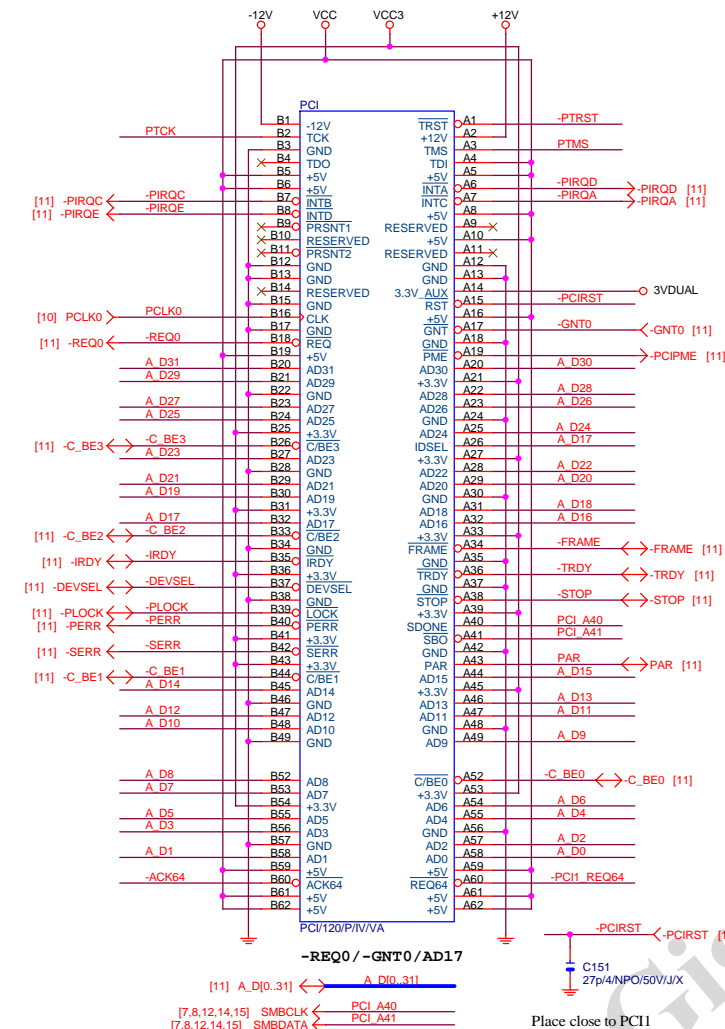 -12V VCC VCC3 +12V
PCI
B1 -12V TRST A1 -PTRST
PTCK B2 TCK +12V A2
B3 GND TMS A3 PTMS
B4 TDO TDI A4
B5 +5V +5V A5
[11] -PIRQC -PIRQC B6 +5V INTA A6 -PIRQD -PIRQD [11]
[11] -PIRQE -PIRQE B7 INTB INTC A7 -PIRQA -PIRQA [11]
B8 INTD +5V A8
B9 PRSNT1 RESERVED A9
B10 RESERVED +5V A10
B11 PRSNT2 RESERVED A11
B12 GND GND A12
B13 GND GND A13
B14 RESERVED 3.3V_AUX A14 3VDUAL
B15 GND RST A15 -PCIRST
[10] PCLK0 PCLK0 B16 CLK +5V A16
B17 GND GNT A17 -GNT0 -GNT0 [11]
[11] -REQ0 -REQ0 B18 REQ GND A18
B19 +5V PME A19 -PCIPME [11]
A_D31 B20 AD31 AD30 A20 A_D30
A_D29 B21 AD29 +3.3V A21
B22 GND AD28 A22 A_D28
A_D27 B23 AD27 AD26 A23 A_D26
A_D25 B24 AD25 GND A24
B25 +3.3V AD24 A25 A_D24
[11] -C_BE3 -C_BE3 B26 C/BE3 IDSEL A26 A_D17
A_D23 B27 AD23 +3.3V A27
B28 GND AD22 A28 A_D22
A_D21 B29 AD21 AD20 A29 A_D20
A_D19 B30 AD19 GND A30
B31 +3.3V AD18 A31 A_D18
A_D17 B32 AD17 AD16 A32 A_D16
[11] -C_BE2 -C_BE2 B33 C/BE2 +3.3V A33
B34 GND FRAME A34 -FRAME -FRAME [11]
[11] -IRDY -IRDY B35 IRDY GND A35
B36 +3.3V TRDY A36 -TRDY -TRDY [11]
[11] -DEVSEL -DEVSEL B37 DEVSEL GND A37
B38 GND STOP A38 -STOP -STOP [11]
[11] -PLOCK -PLOCK B39 LOCK +3.3V A39
[11] -PERR -PERR B40 PERR SDONE A40 PCI_A40
B41 +3.3V SBO A41 PCI_A41
[11] -SERR -SERR B42 SERR GND A42
B43 +3.3V PAR A43 PAR PAR [11]
[11] -C_BE1 -C_BE1 B44 C/BE1 AD15 A44 A_D15
A_D14 B45 AD14 +3.3V A45
B46 GND AD13 A46 A_D13
A_D12 B47 AD12 AD11 A47 A_D11
A_D10 B48 AD10 GND A48
B49 GND AD9 A49 A_D9
A_D8 B52 AD8 C/BE0 A52 -C_BE0 -C_BE0 [11]
A_D7 B53 AD7 +3.3V A53
B54 +3.3V AD6 A54 A_D6
A_D5 B55 AD5 AD4 A55 A_D4
A_D3 B56 AD3 GND A56
B57 GND AD2 A57 A_D2
A_D1 B58 AD1 AD0 A58 A_D0
B59 +5V +5V A59
-ACK64 B60 ACK64 REQ64 A60 -PCI1_REQ64
B61 +5V +5V A61
B62 +5V +5V A62
PCI/120/P/IV/VA
-PCIRST -PCIRST
-REQ0/-GNT0/AD17
C151
27p/4/NPO/50V/J/X
[11] A_D[0..31] A_D[0..31]
[7,8,12,14,15] SMBCLK PCI_A40
[7,8,12,14,15] SMBDATA PCI_A41
Place close to PCI1